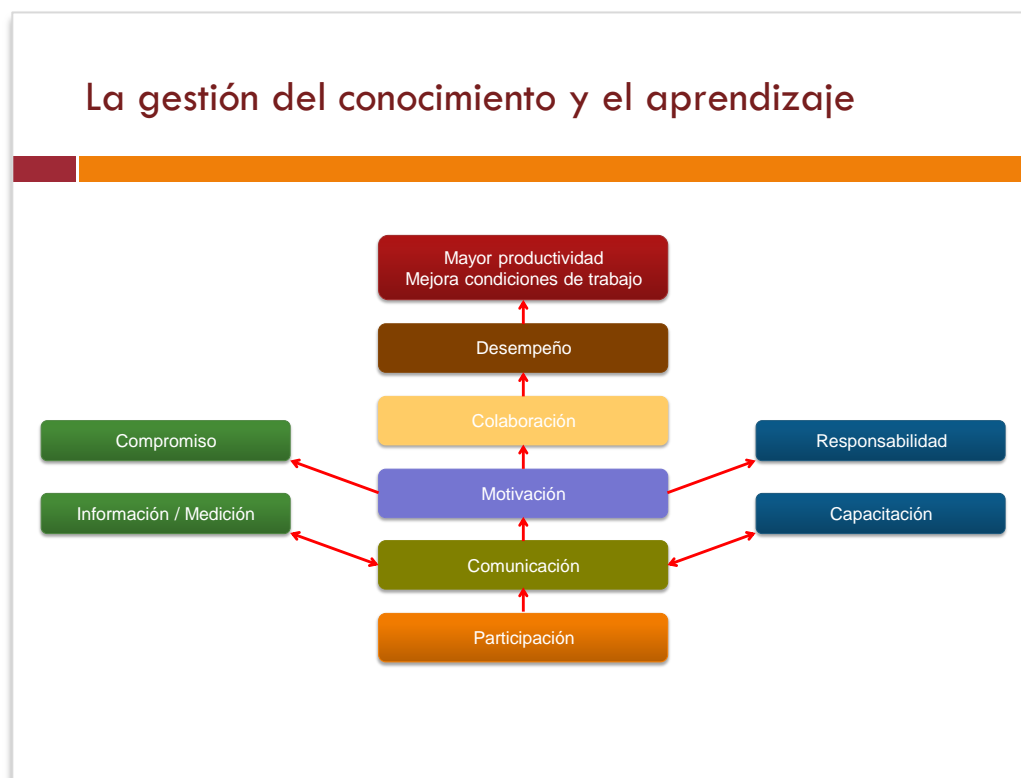 La gestión del conocimiento y el aprendizaje
Mayor productividad
Mejora condiciones de trabajo
Desempeño
Colaboración
Compromiso
Responsabilidad
Motivación
Información / Medición
Capacitación
Comunicación
Participación